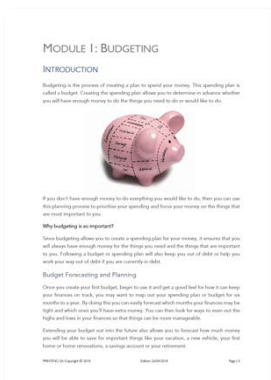 MODULE 1: BUDGETING
INTRODUCTION
Budgeting is the process of creating a plan to spend your money. This spending plan is
called a budget. Creating the spending plan allows you to determine in advance whether
you will have enough money to do the things you need to do or would like to do.
If you don't have enough money to do everything you would like to do, then you can use
this planning process to prioritise your spending and focus your money on the things that
are most important to you.
Why budgeting is so important?
Since budgeting allows you to create a spending plan for your money, it ensures that you
will always have enough money for the things you need and the things that are important
to you. Following a budget or spending plan will also keep you out of debt or help you
work your way out of debt if you are currently in debt.
Budget Forecasting and Planning
Once you create your first budget, begin to use it and get a good feel for how it can keep
your finances on track, you may want to map out your spending plan or budget for six
months to a year. By doing this you can easily forecast which months your finances may be
tight and which ones you'll have extra money. You can then look for ways to even out the
highs and lows in your finances so that things can be more manageable.
Extending your budget out into the future also allows you to forecast how much money
you will be able to save for important things like your vacation, a new vehicle, your first
home or home renovations, a savings account or your retirement.